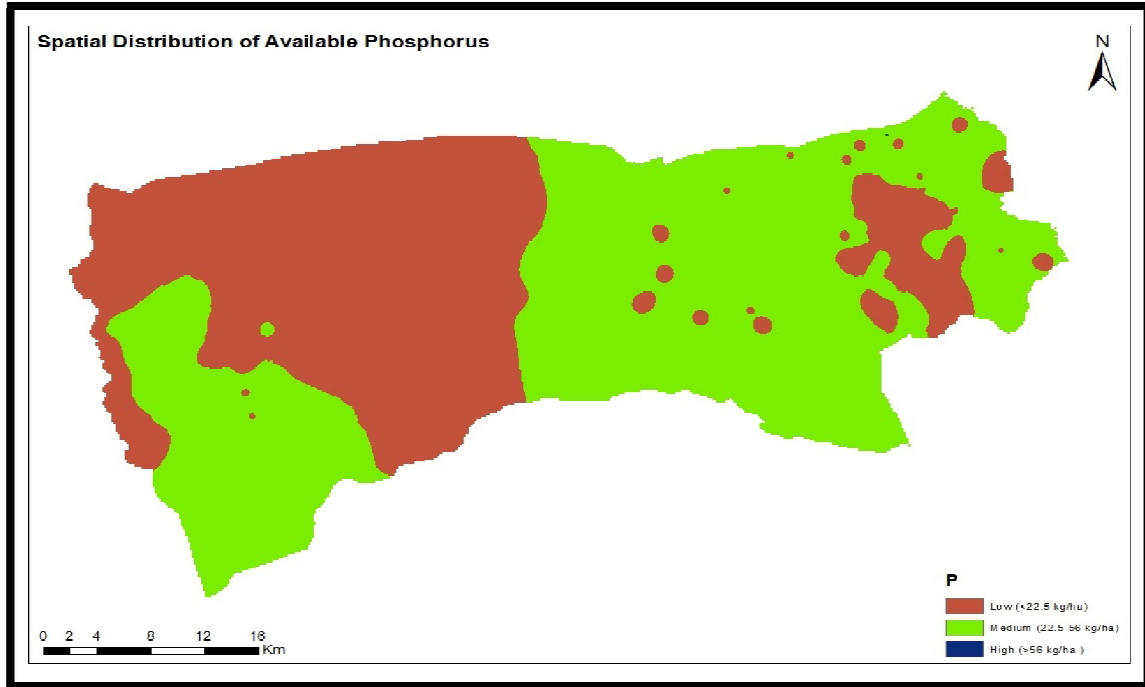 Spatial Distribution of Available Phosphorus
N
P
Low (<22.5 kg/hu)
Medium (22.5-56 kg/ha)
High (>56 kg/ha )
0 2 4 8 12 16
Km